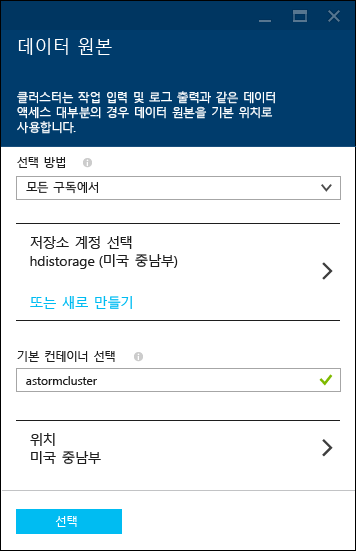 데이터 원본
클러스터는 작업 입력 및 로그 출력과 같은 데이터
액세스 대부분의 경우 데이터 원본을 기본 위치로
사용합니다.
선택 방법
모든 구독에서
저장소 계정 선택
hdistorage (미국 중남부)
또는 새로 만들기
기본 컨테이너 선택
astormcluster
위치
미국 중남부
선택